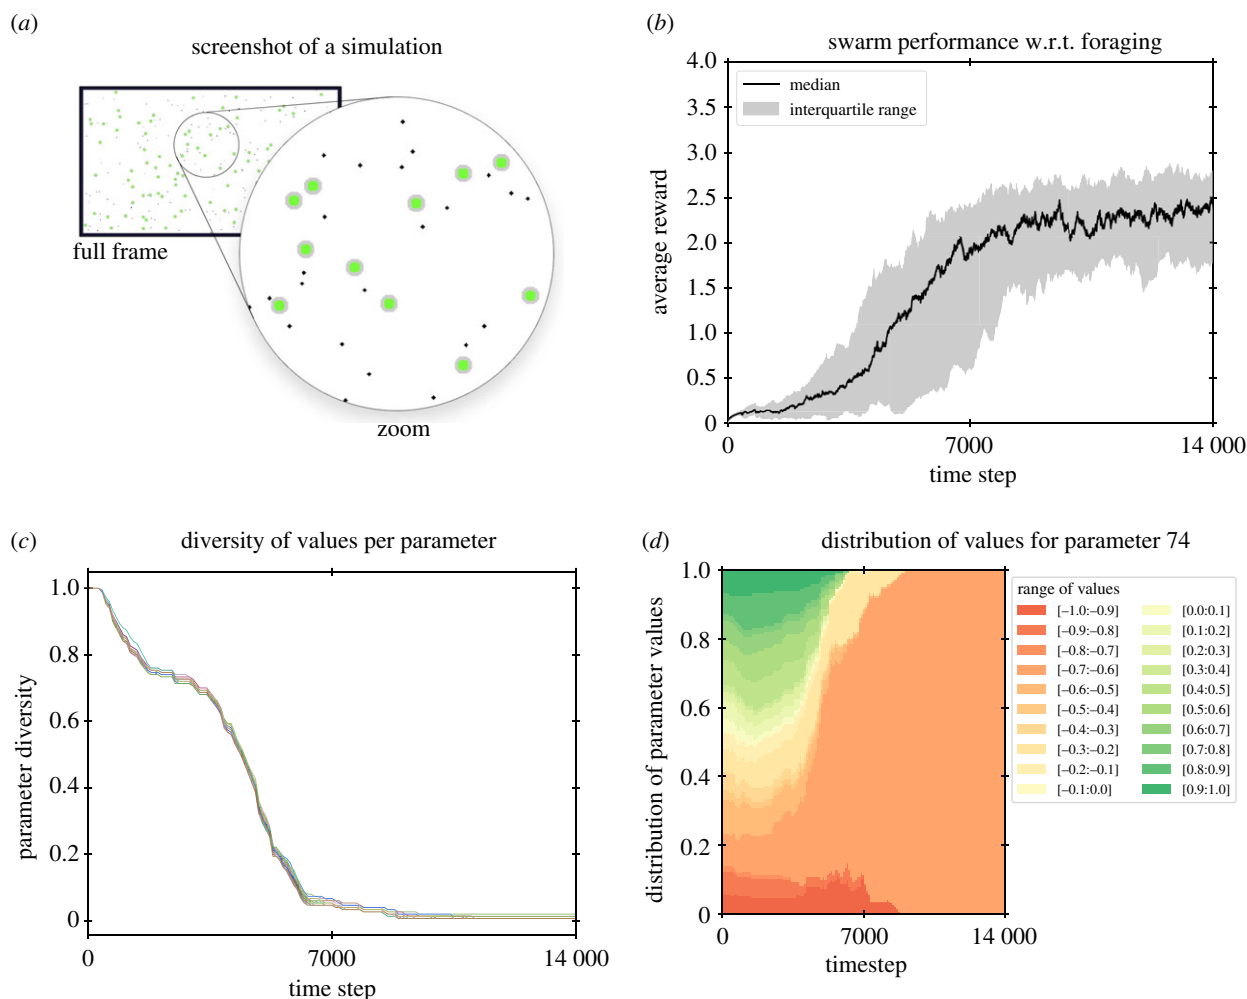 (a)
screenshot of a simulation
full frame
zoom
(b)
swarm performance w.r.t. foraging
4.0
3.5
3.0
2.5
2.0
1.5
1.0
0.5
0
average reward
median
interquartile range
0
7000
14 000
time step
(c)
diversity of values per parameter
1.0
0.8
0.6
0.4
0.2
0
parameter diversity
0
7000
14 000
time step
(d)
distribution of values for parameter 74
1.0
0.8
0.6
0.4
0.2
0
distribution of parameter values
0
7000
14 000
timestep
range of values
[–1.0:–0.9]
[–0.9:–0.8]
[–0.8:–0.7]
[–0.7:–0.6]
[–0.6:–0.5]
[–0.5:–0.4]
[–0.4:–0.3]
[–0.3:–0.2]
[–0.2:–0.1]
[–0.1:0.0]
[0.0:0.1]
[0.1:0.2]
[0.2:0.3]
[0.3:0.4]
[0.4:0.5]
[0.5:0.6]
[0.6:0.7]
[0.7:0.8]
[0.8:0.9]
[0.9:1.0]